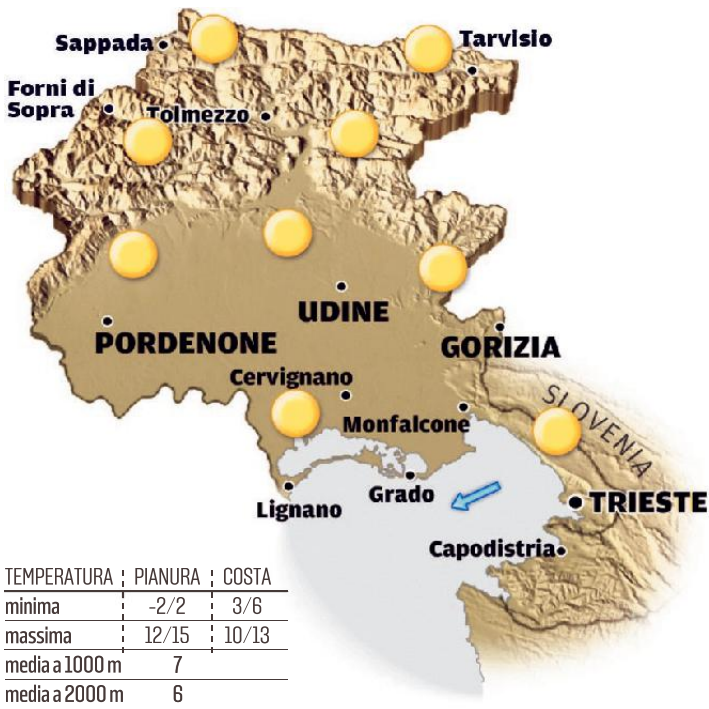 Sappada
Tarvisio
Forni di
Sopra
Tolmezzo
UDINE
PORDENONE
GORIZIA
Cervignano
SLOVENIA
Monfalcone
Grado
Lignano
TRIESTE
Capodistria
TEMPERATURA PIANURA COSTA
minima -2/2 3/6
massima 12/15 10/13
media a 1000 m 7
media a 2000 m 6